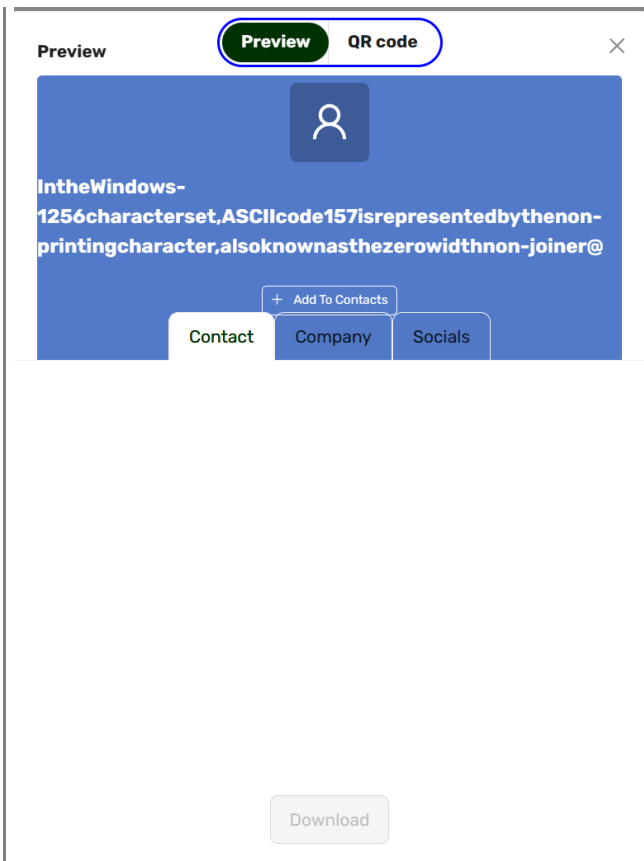 Preview
Preview
QR code
IntheWindows-
1256characterset,ASCIIcode157isrepresentedbythenon-
printingcharacter,alsoknownasthezerowidthnon-joiner@
+ Add To Contacts
Contact
Company
Socials
Download